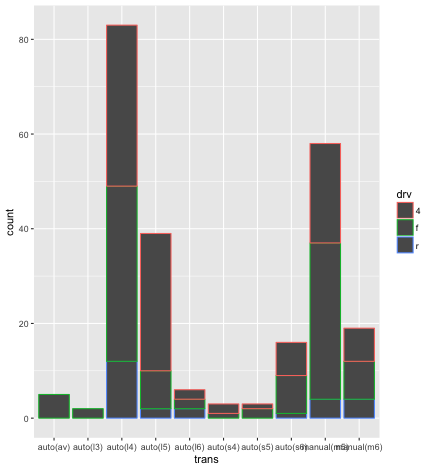 80
60
40
20
0
count
auto(av) auto(l3) auto(l4) auto(l5) auto(l6) auto(s4) auto(s5) auto(s6) manual(m5) manual(m6)
trans
drv
4
f
r